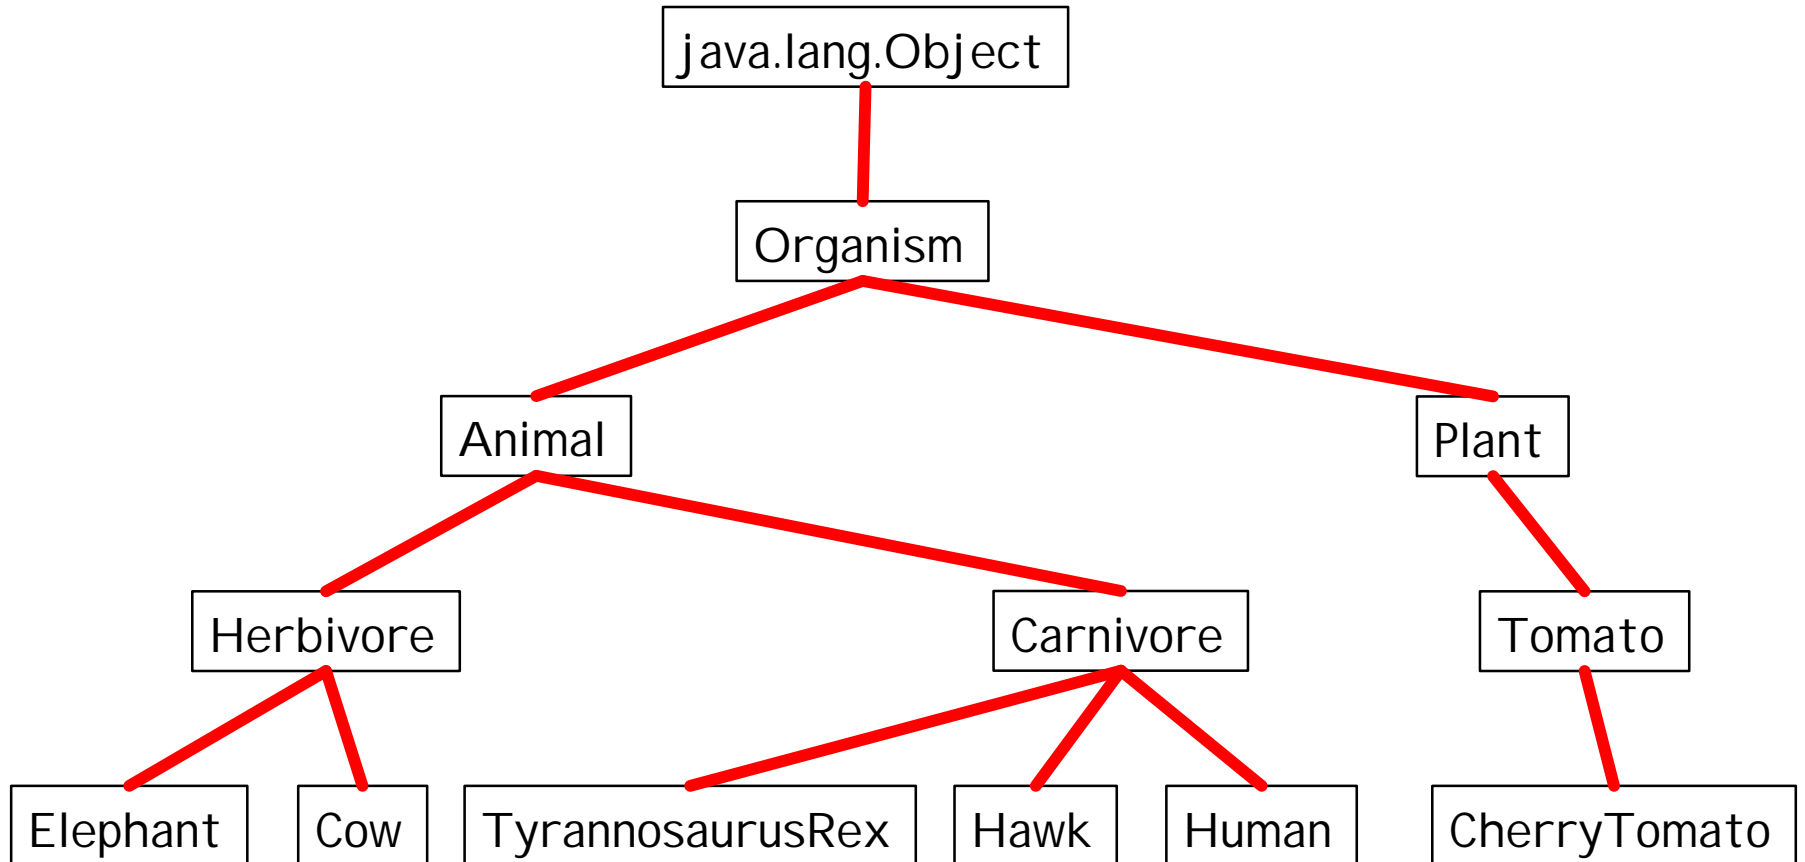 java.lang.Object
Organism
Animal
Plant
Herbivore
Carnivore
Tomato
Elephant
Cow
TyrannosaurusRex
Hawk
Human
CherryTomato